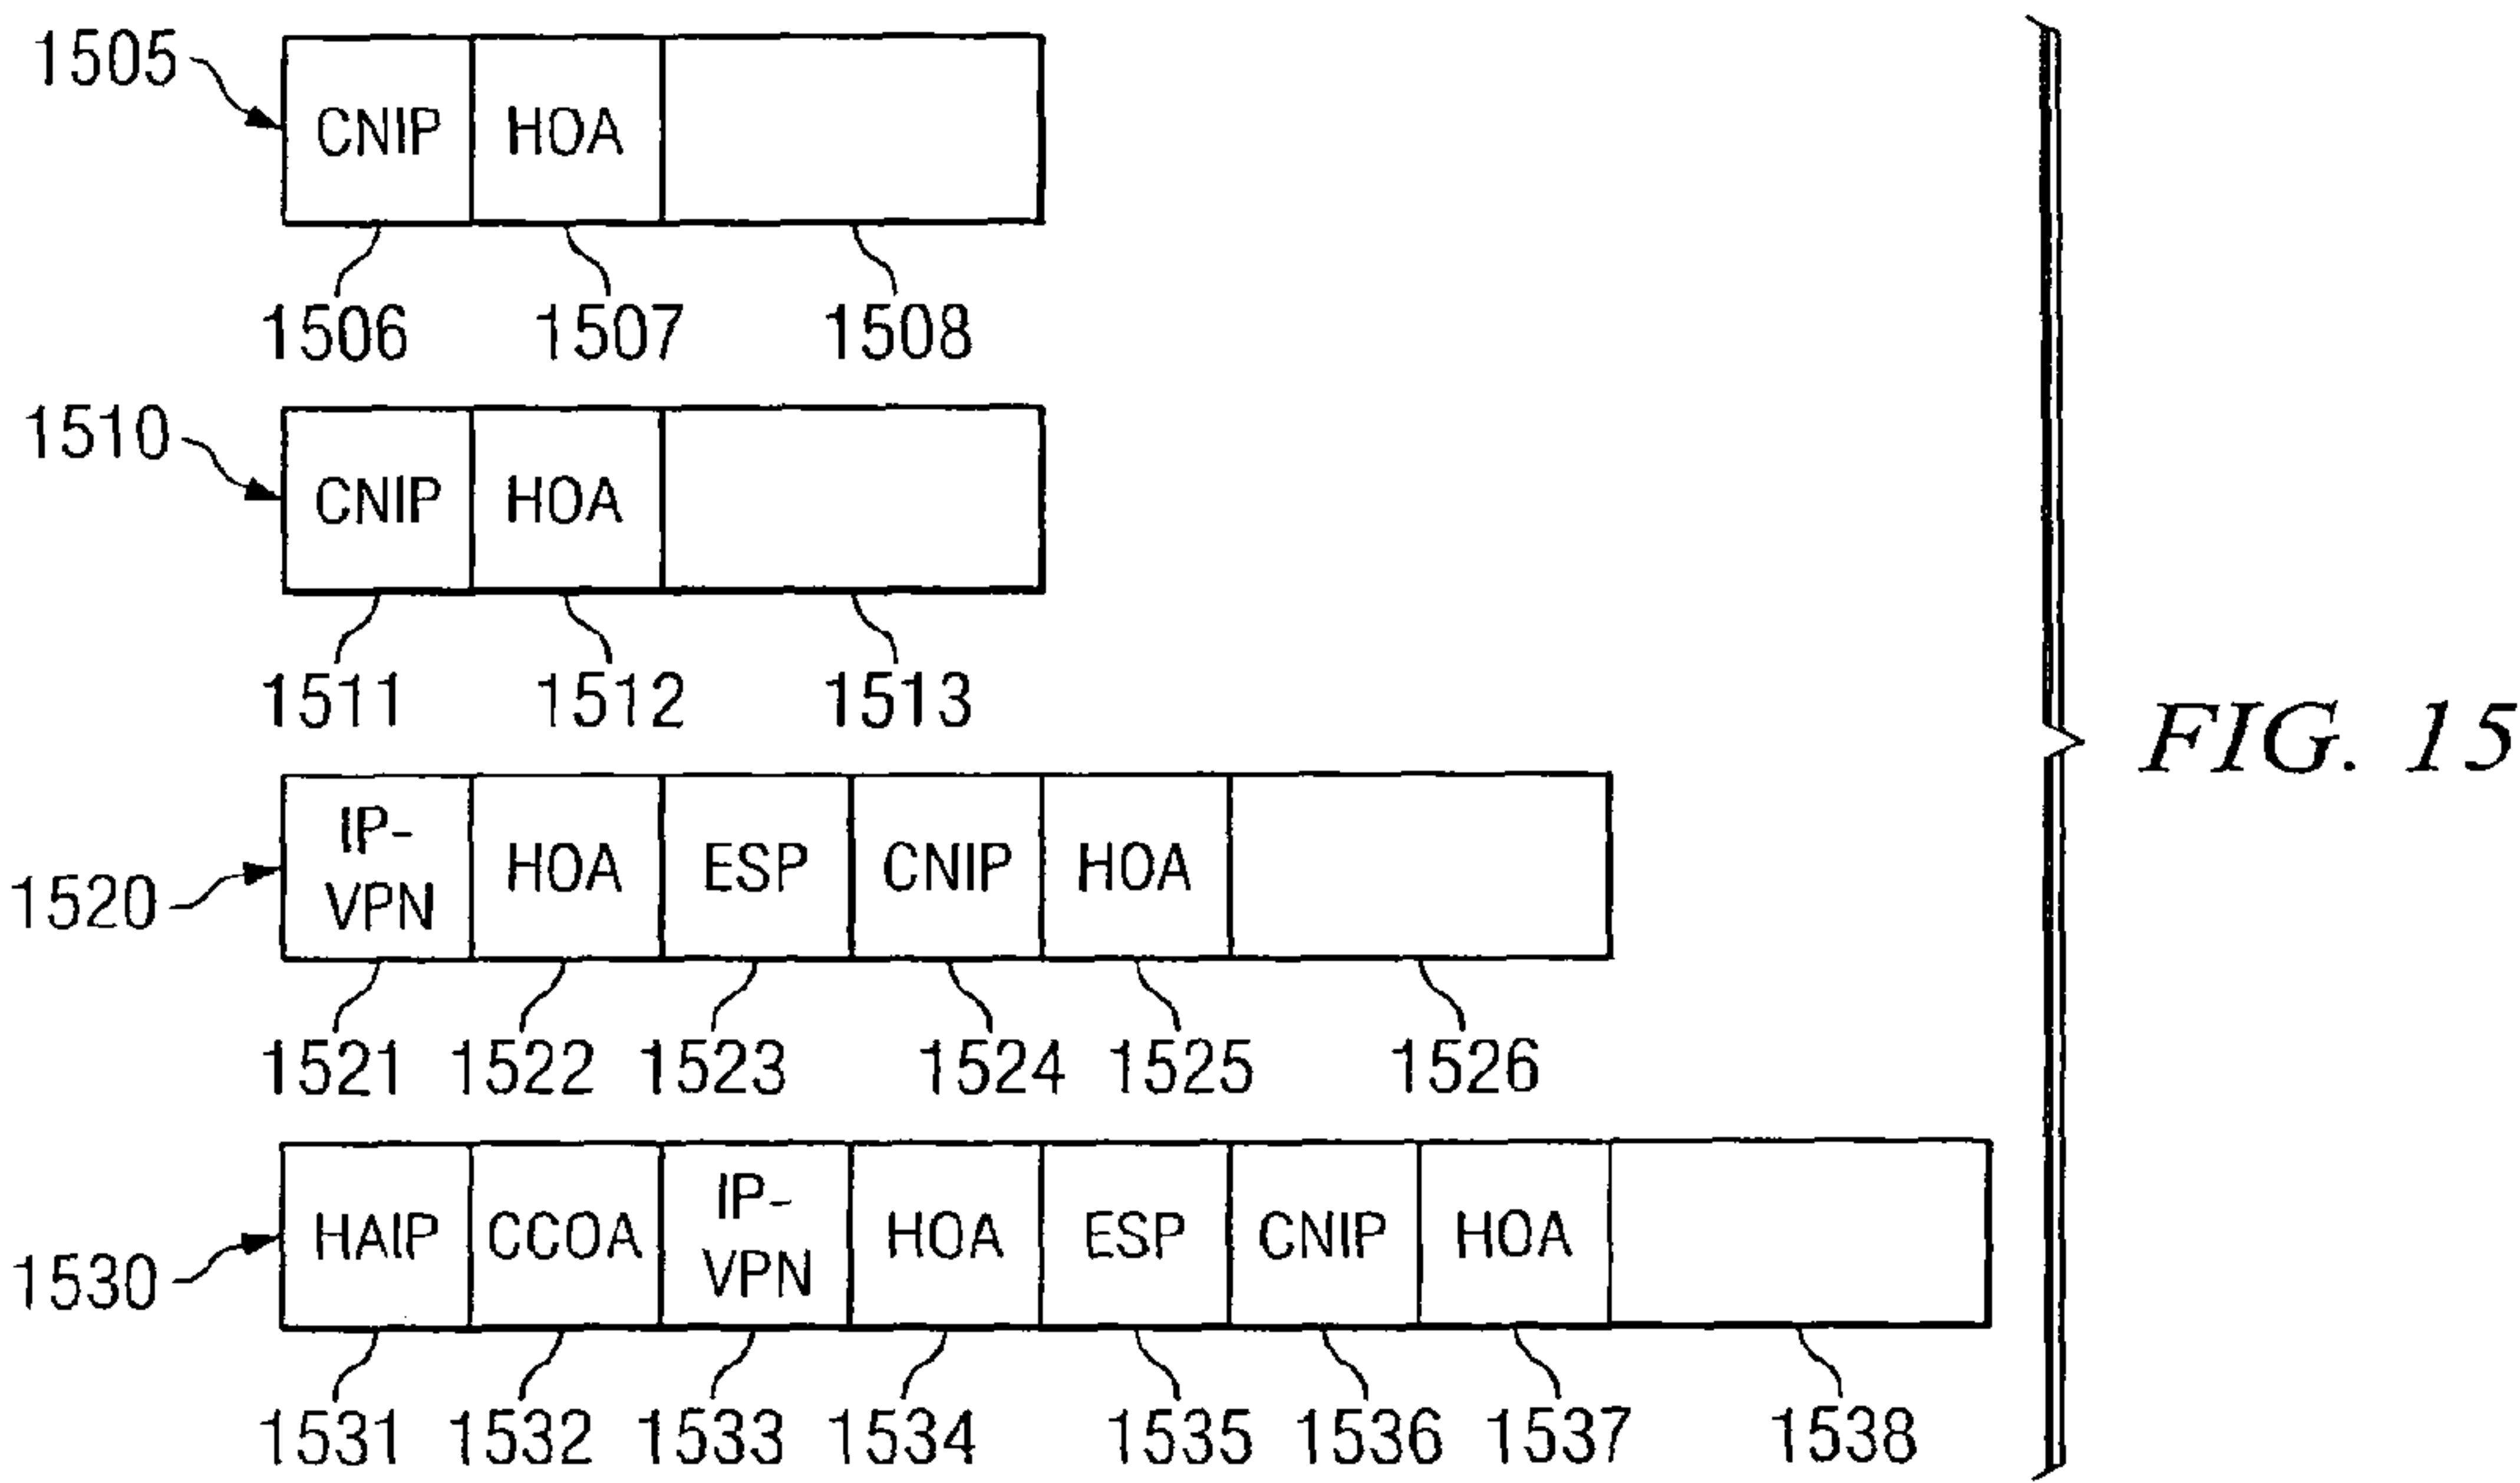 1505
CNIP HOA
1506 1507 1508
1510
CNIP HOA
1511 1512 1513
1520
IP-
VPN HOA ESP CNIP HOA
1521 1522 1523 1524 1525 1526
1530
HAIP CCOA IP-
VPN HOA ESP CNIP HOA
1531 1532 1533 1534 1535 1536 1537 1538
FIG. 15